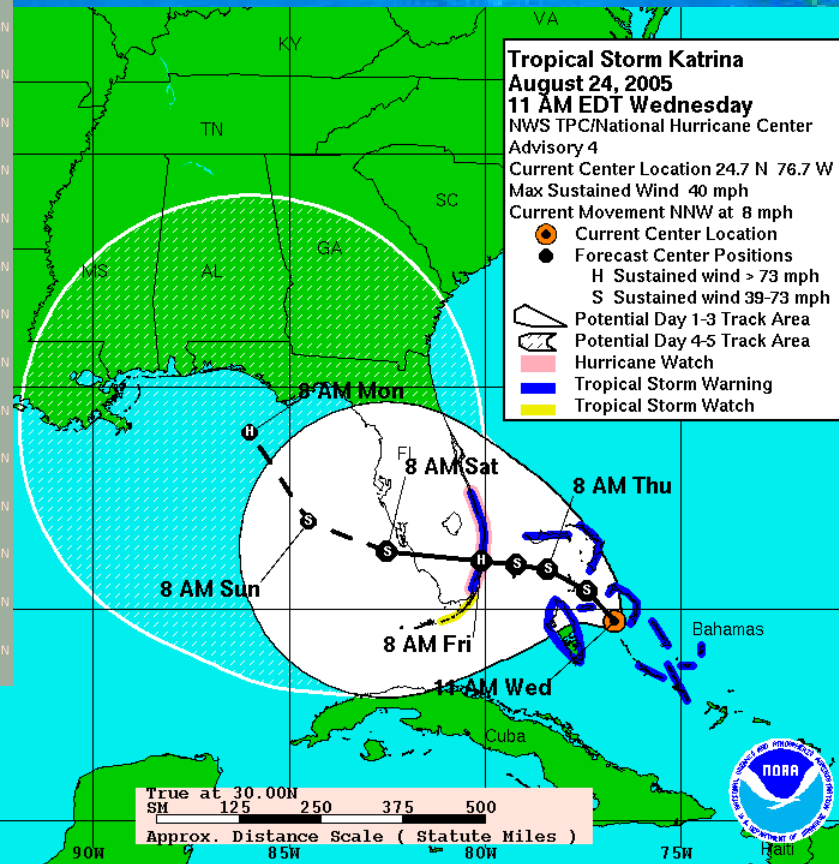 VA
KY
TN
SC
GA
AL
MS
Tropical Storm Katrina
August 24, 2005
11 AM EDT Wednesday
NWS TPC/National Hurricane Center
Advisory 4
Current Center Location 24.7 N 76.7 W
Max Sustained Wind 40 mph
Current Movement NNW at 8 mph
Current Center Location
Forecast Center Positions
H Sustained wind > 73 mph
S Sustained wind 39-73 mph
Potential Day 1-3 Track Area
Potential Day 4-5 Track Area
Hurricane Watch
Tropical Storm Warning
Tropical Storm Watch
8 AM Mon
H
FL
8 AM Sat
8 AM Thu
S
S
H
S
S
S
8 AM Sun
8 AM Fri
11 AM Wed
Bahamas
Cuba
NOAA
Haiti
True at 30.00N
SM 125 250 375 500
Approx. Distance Scale ( Statute Miles )
90W 85W 80W 75W
N
N
N
N
N
N
N
N
N
N
N